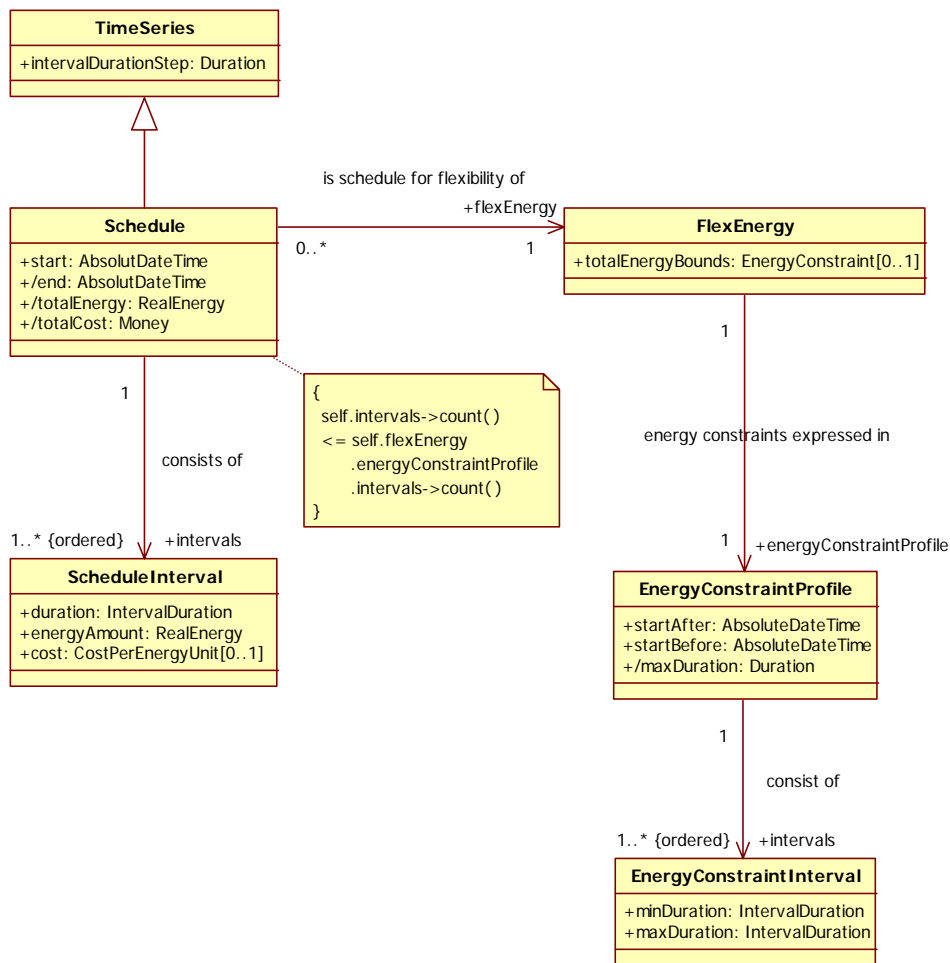 TimeSeries
+intervalDurationStep: Duration
is schedule for flexibility of
+flexEnergy
0..*
1
Schedule
+start: AbsolutDateTime
+/end: AbsolutDateTime
+/totalEnergy: RealEnergy
+/totalCost: Money
FlexEnergy
+totalEnergyBounds: EnergyConstraint[0..1]
1
consists of
1..* {ordered}
+intervals
{
self.intervals->count()
<= self.flexEnergy
.energyConstraintProfile
.intervals->count()
}
1
energy constraints expressed in
1
+energyConstraintProfile
ScheduleInterval
+duration: IntervalDuration
+energyAmount: RealEnergy
+cost: CostPerEnergyUnit[0..1]
EnergyConstraintProfile
+startAfter: AbsoluteDateTime
+startBefore: AbsoluteDateTime
+/maxDuration: Duration
1
consist of
1..* {ordered}
+intervals
EnergyConstraintInterval
+minDuration: IntervalDuration
+maxDuration: IntervalDuration